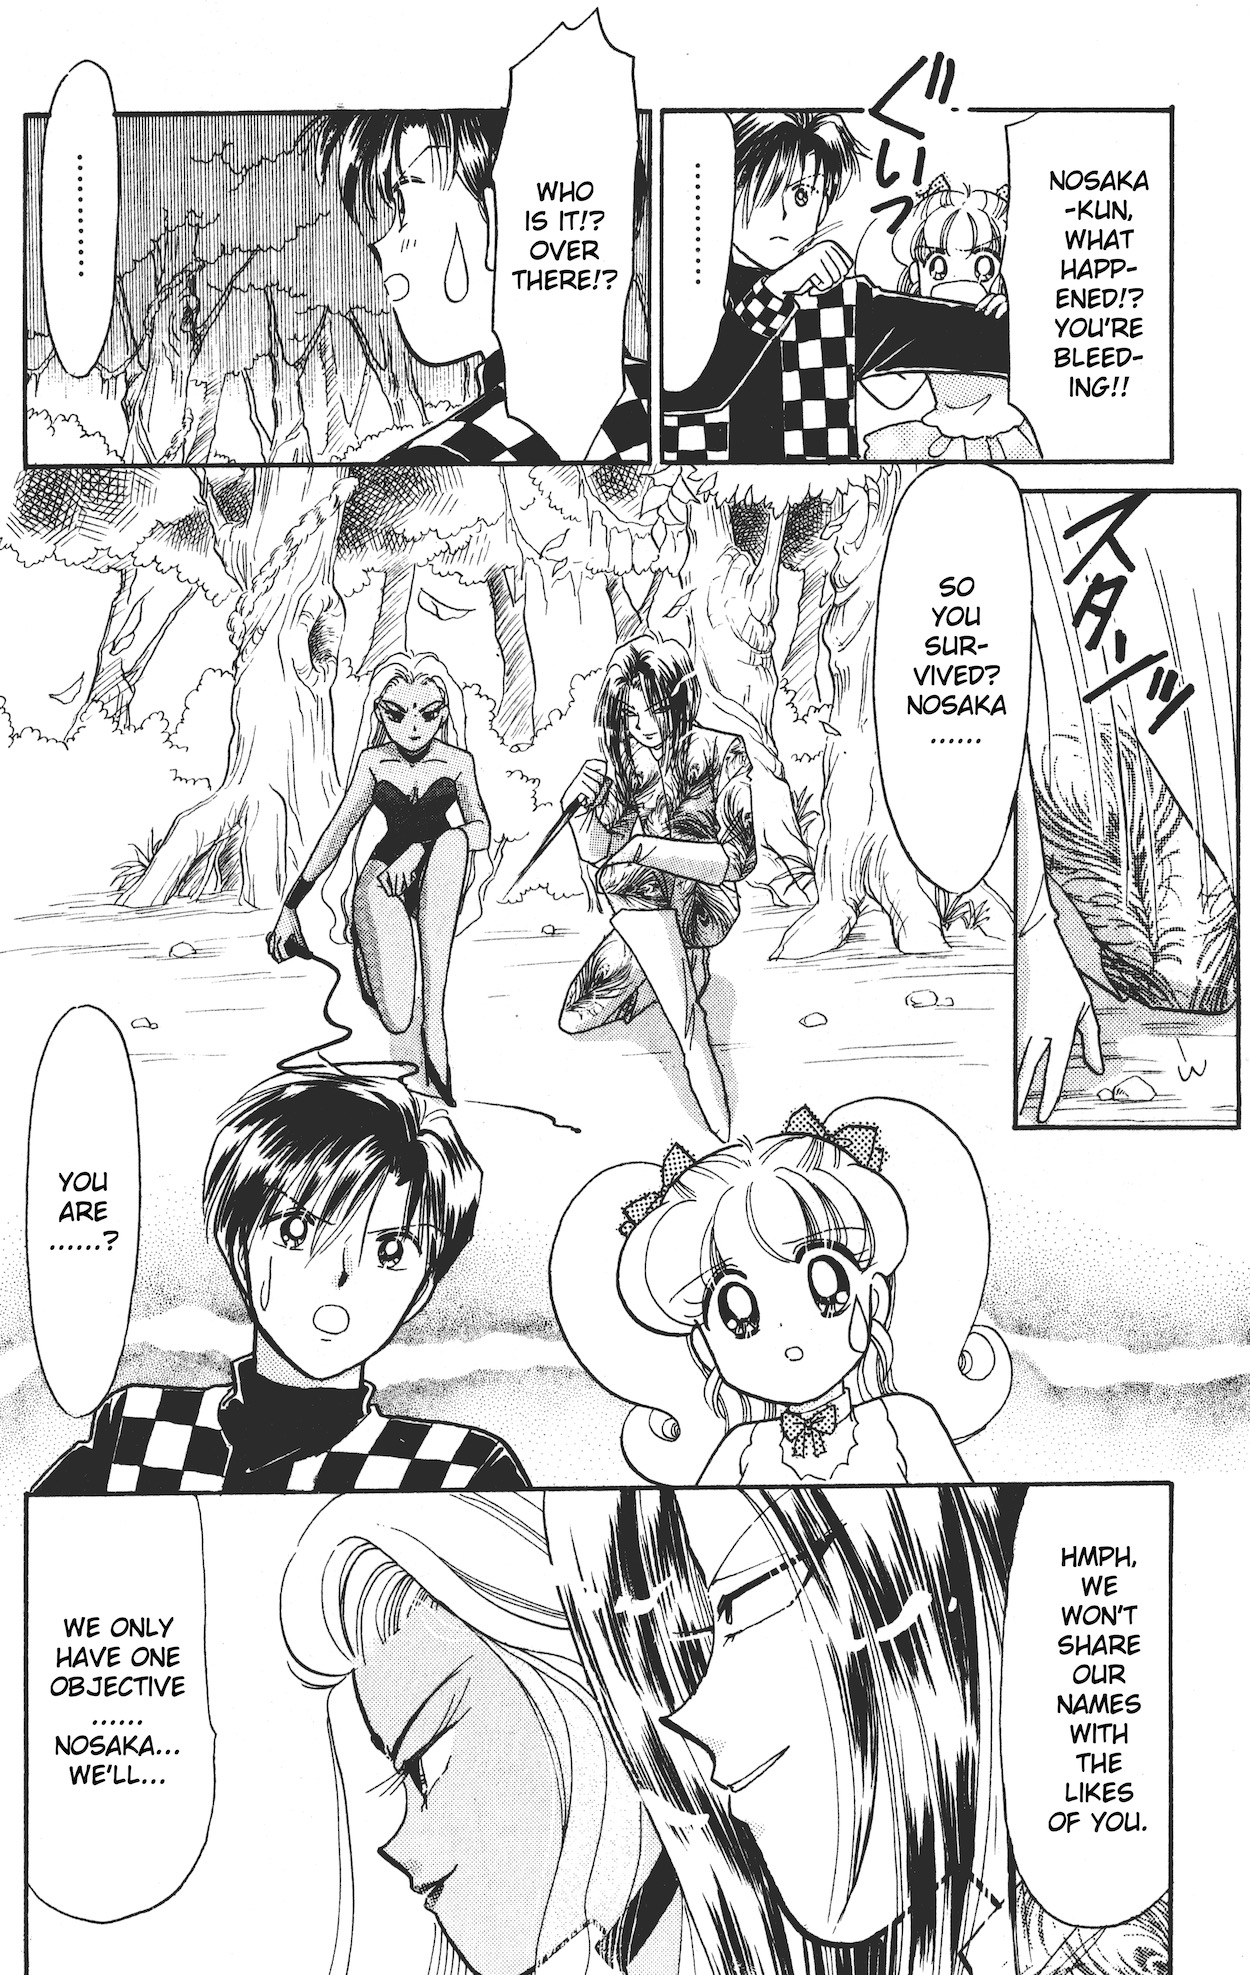 NOSAKA
-KUN,
WHAT
HAPP-
ENED!?
YOU'RE
BLEED-
ING!!
ぐいっ
………
WHO
IS IT!?
OVER
THERE!?
………
スタンッ
SO
YOU
SUR-
VIVED?
NOSAKA
......
YOU
ARE
......?
HMPH,
WE
WON'T
SHARE
OUR
NAMES
WITH
THE
LIKES
OF YOU.
WE ONLY
HAVE ONE
OBJECTIVE
......
NOSAKA...
WE'LL...